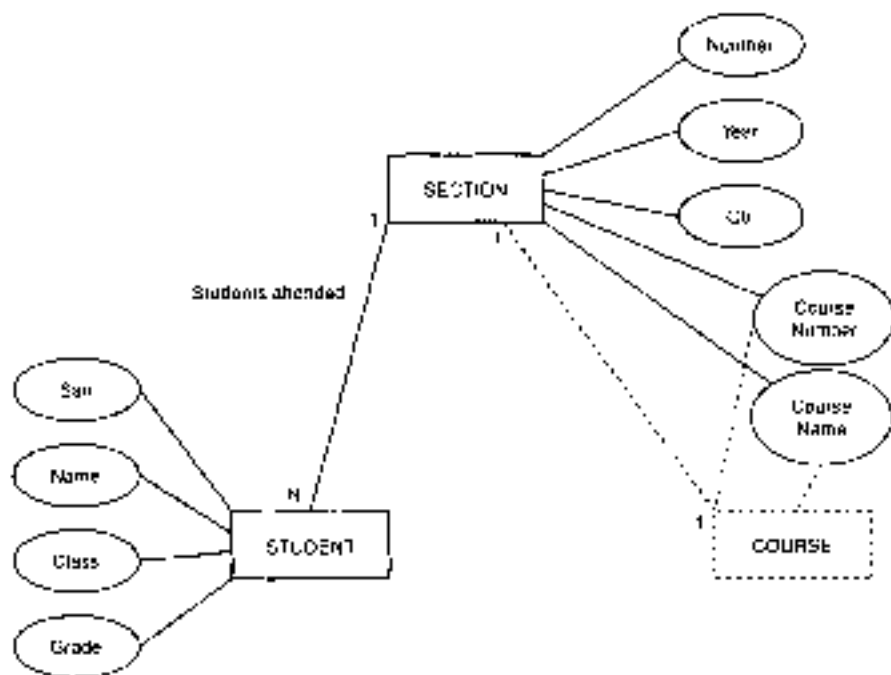 Number
Year
SECTION
1
1
Students attended
Course
Number
Course
Name
Ssn
Name
N
STUDENT
Class
Grade
1
COURSE